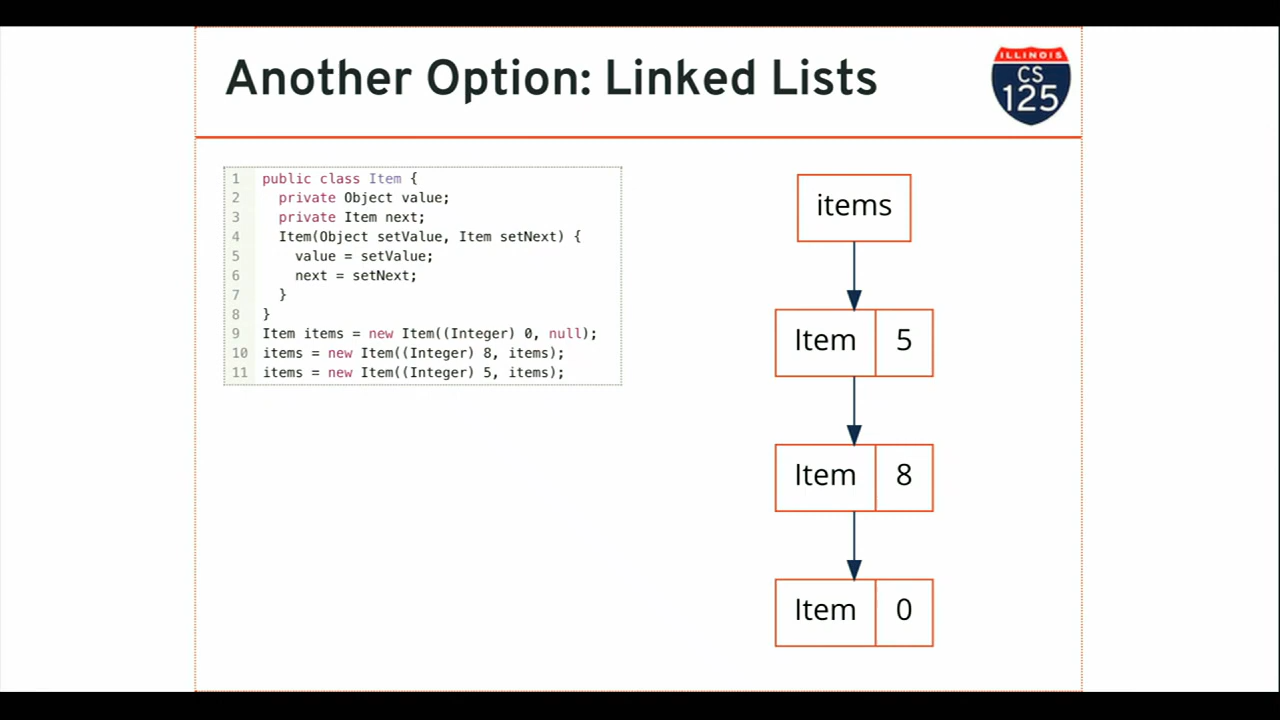 Another Option: Linked Lists
ILLINOIS
CS
125
1 public class Item {
2 private Object value;
3 private Item next;
4 Item(Object setValue, Item setNext) {
5 value = setValue;
6 next = setNext;
7 }
8 }
9 Item items = new Item((Integer) 0, null);
10 items = new Item((Integer) 8, items);
11 items = new Item((Integer) 5, items);
items
Item 5
Item 8
Item 0